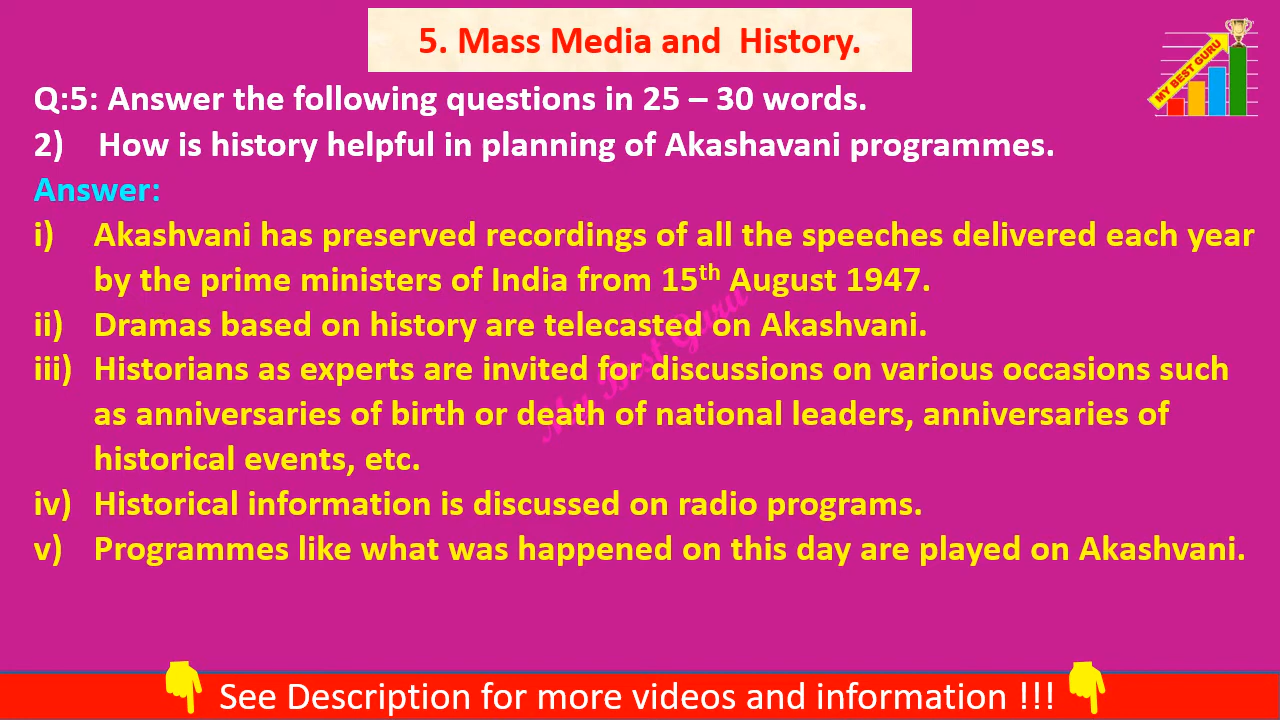 5. Mass Media and History.
MY BEST GURU
Q:5: Answer the following questions in 25 – 30 words.
2) How is history helpful in planning of Akashavani programmes.
Answer:
i) Akashvani has preserved recordings of all the speeches delivered each year
by the prime ministers of India from 15th August 1947.
ii) Dramas based on history are telecasted on Akashvani.
iii) Historians as experts are invited for discussions on various occasions such
as anniversaries of birth or death of national leaders, anniversaries of
historical events, etc.
iv) Historical information is discussed on radio programs.
v) Programmes like what was happened on this day are played on Akashvani.
My Best Guru
See Description for more videos and information !!!